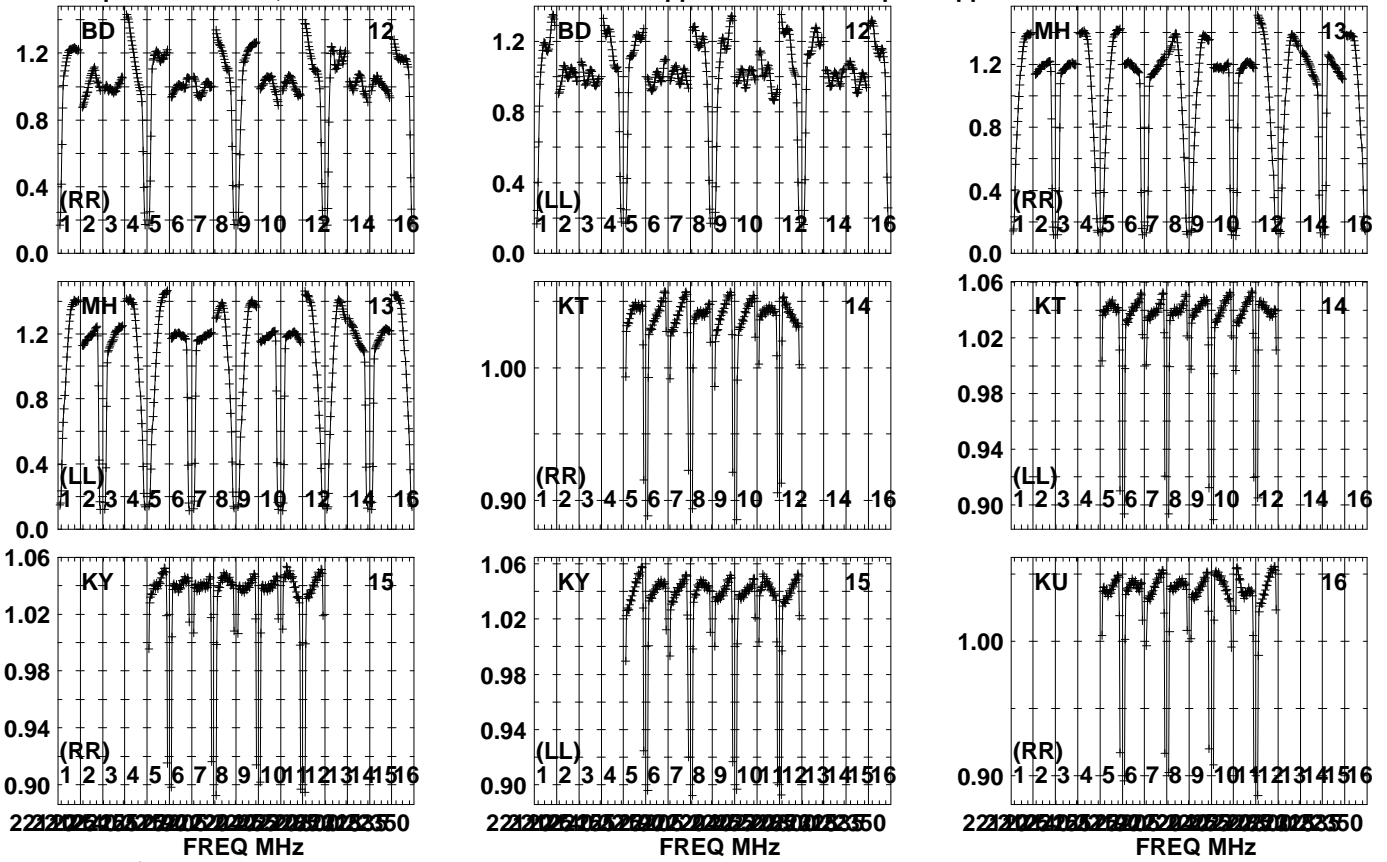 BD 12
1.2
0.8
0.4
0.0
(RR)
1 2 3 4 5 6 7 8 9 10 12 14 16
BD 12
1.2
0.8
0.4
0.0
(LL)
1 2 3 4 5 6 7 8 9 10 12 14 16
MH 13
1.2
0.8
0.4
0.0
(RR)
1 2 3 4 5 6 7 8 9 10 12 14 16
MH 13
1.2
0.8
0.4
0.0
(LL)
1 2 3 4 5 6 7 8 9 10 12 14 16
KT 14
1.00
0.90
(RR)
1 2 3 4 5 6 7 8 9 10 12 14 16
1.06
KT 14
1.02
0.98
0.94
0.90
(LL)
1 2 3 4 5 6 7 8 9 10 12 14 16
1.06
KY 15
1.02
0.98
0.94
0.90
(RR)
1 2 3 4 5 6 7 8 9 10 11 12 13 14 15 16
FREQ MHz
1.06
KY 15
1.02
0.98
0.94
0.90
(LL)
1 2 3 4 5 6 7 8 9 10 11 12 13 14 15 16
FREQ MHz
KU 16
1.00
0.90
(RR)
1 2 3 4 5 6 7 8 9 10 11 12 13 14 15 16
FREQ MHz